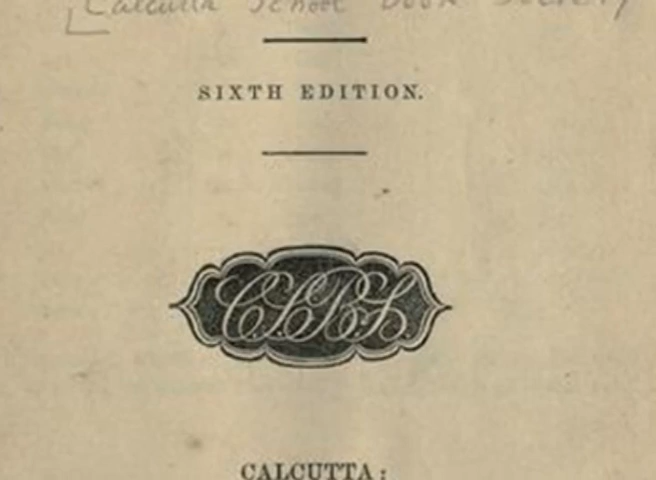 [Calcutta School Book Society
SIXTH EDITION.
C.S.B.S.
CALCUTTA: